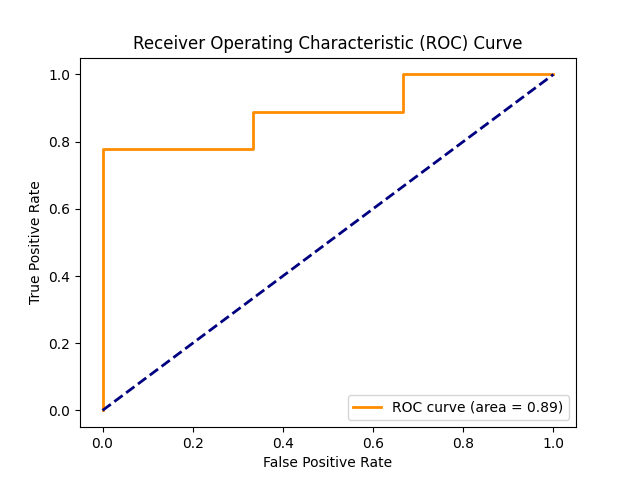 Receiver Operating Characteristic (ROC) Curve
1.0
0.8
0.6
0.4
0.2
0.0
True Positive Rate
ROC curve (area = 0.89)
0.0 0.2 0.4 0.6 0.8 1.0
False Positive Rate